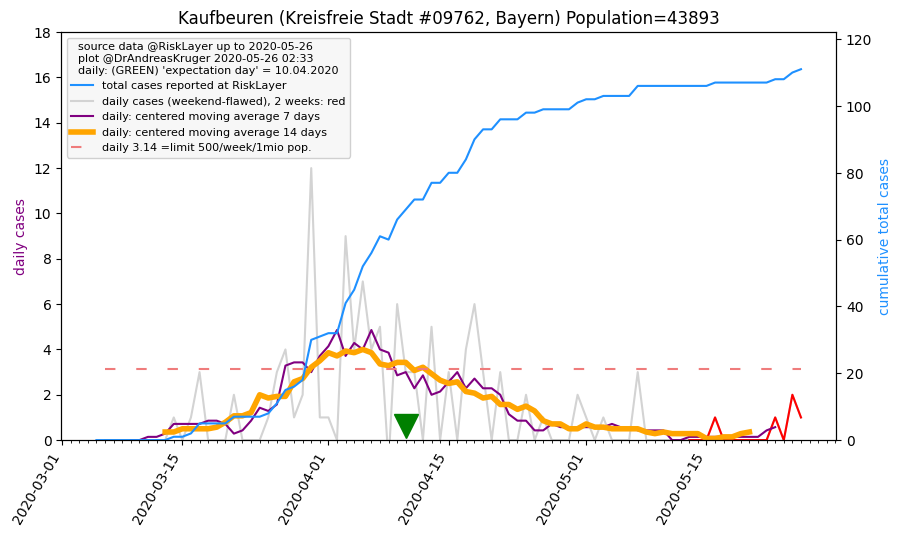 Kaufbeuren (Kreisfreie Stadt #09762, Bayern) Population=43893
source data @RiskLayer up to 2020-05-26
plot @DrAndreasKruger 2020-05-26 02:33
daily: (GREEN) 'expectation day' = 10.04.2020
total cases reported at RiskLayer
daily cases (weekend-flawed), 2 weeks: red
daily: centered moving average 7 days
daily: centered moving average 14 days
daily 3.14 =limit 500/week/1mio pop.
daily cases
18
16
14
12
10
8
6
4
2
0
120
100
80
60
40
20
0
cumulative total cases
2020-03-01
2020-03-15
2020-04-01
2020-04-15
2020-05-01
2020-05-15